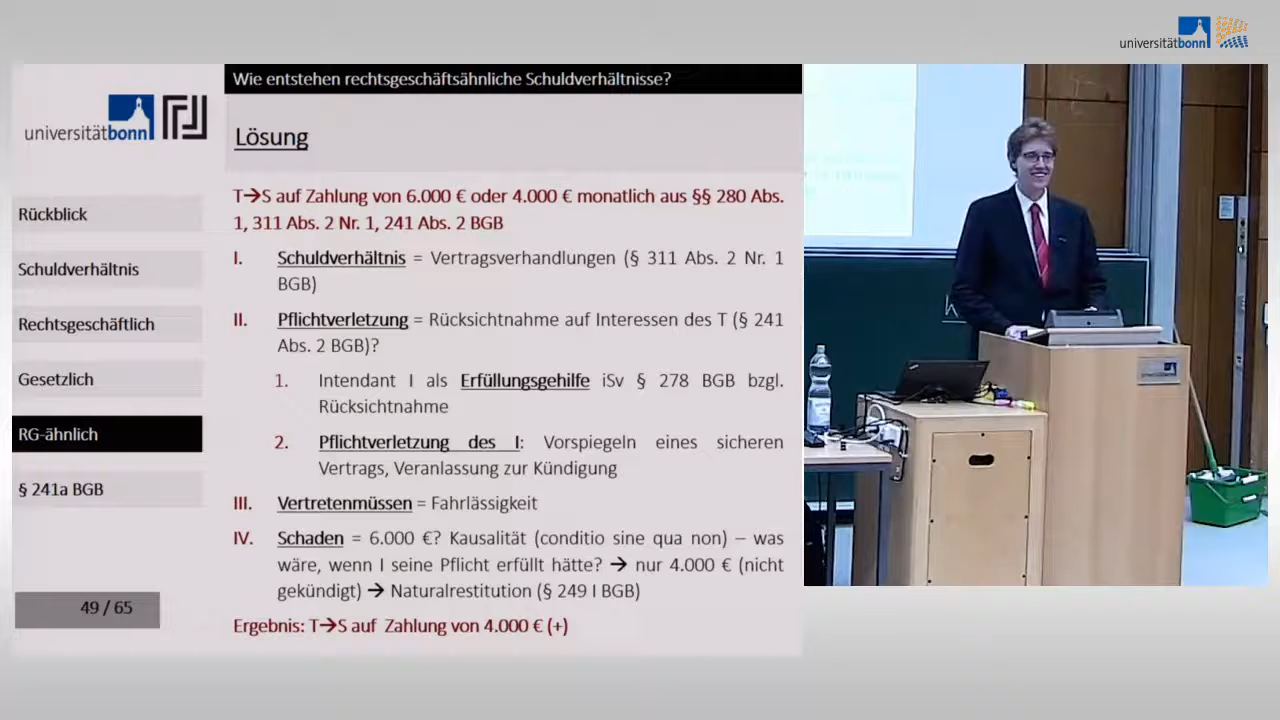 universitätbonn
Wie entstehen rechtsgeschäftsähnliche Schuldverhältnisse?
universitätbonn
Lösung
T→S auf Zahlung von 6.000 € oder 4.000 € monatlich aus §§ 280 Abs.
1, 311 Abs. 2 Nr. 1, 241 Abs. 2 BGB
I. Schuldverhältnis = Vertragsverhandlungen (§ 311 Abs. 2 Nr. 1
BGB)
II. Pflichtverletzung = Rücksichtnahme auf Interessen des T (§ 241
Abs. 2 BGB)?
1. Intendant I als Erfüllungsgehilfe iSv § 278 BGB bzgl.
Rücksichtnahme
2. Pflichtverletzung des I: Vorspiegeln eines sicheren
Vertrags, Veranlassung zur Kündigung
III. Vertretenmüssen = Fahrlässigkeit
IV. Schaden = 6.000 €? Kausalität (conditio sine qua non) – was
wäre, wenn I seine Pflicht erfüllt hätte? → nur 4.000 € (nicht
gekündigt) → Naturalrestitution (§ 249 I BGB)
Ergebnis: T→S auf Zahlung von 4.000 € (+)
Rückblick
Schuldverhältnis
Rechtsgeschäftlich
Gesetzlich
RG-ähnlich
§ 241a BGB
49 / 65